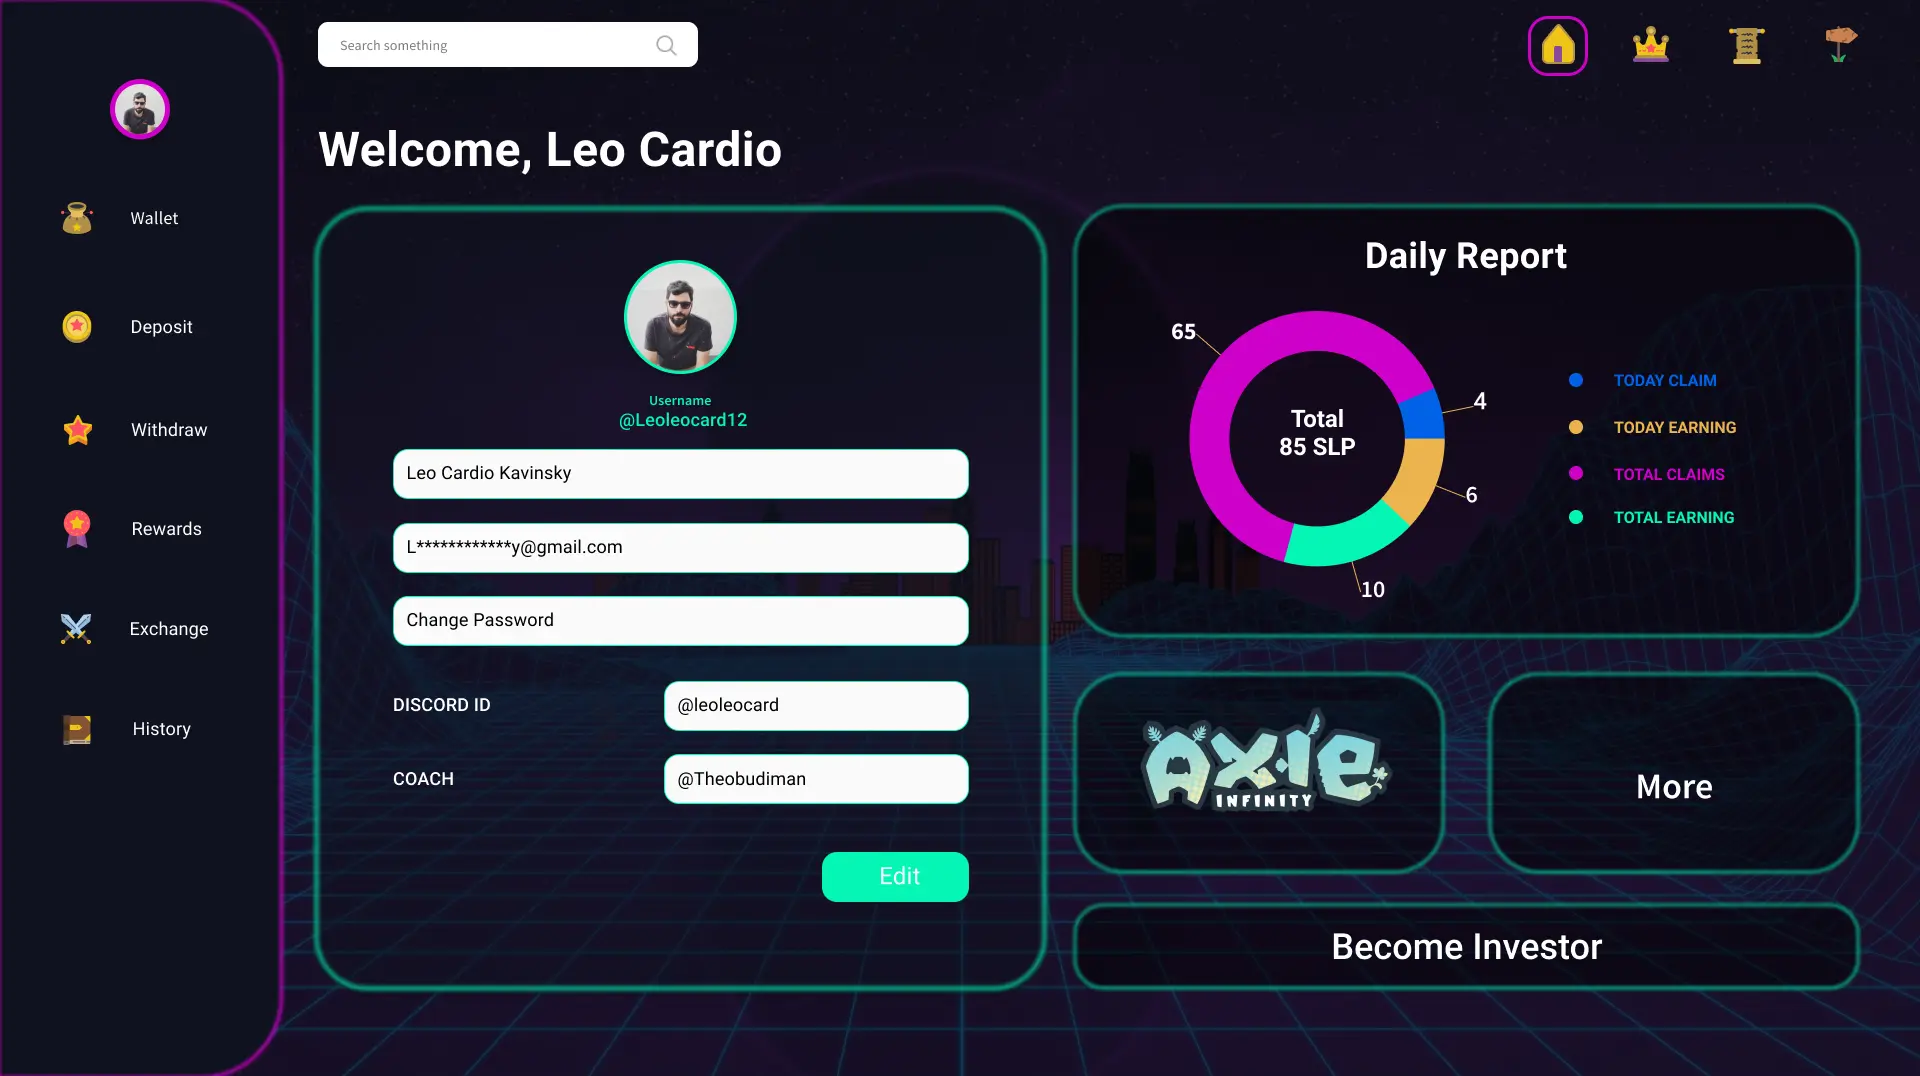 Search something
Wallet
Deposit
Withdraw
Rewards
Exchange
History
Welcome, Leo Cardio
Username
@Leoleocard12
Leo Cardio Kavinsky
L************y@gmail.com
Change Password
DISCORD ID
@leoleocard
COACH
@Theobudiman
Edit
Daily Report
65
4
6
10
Total
85 SLP
TODAY CLAIM
TODAY EARNING
TOTAL CLAIMS
TOTAL EARNING
AXIE
INFINITY
More
Become Investor